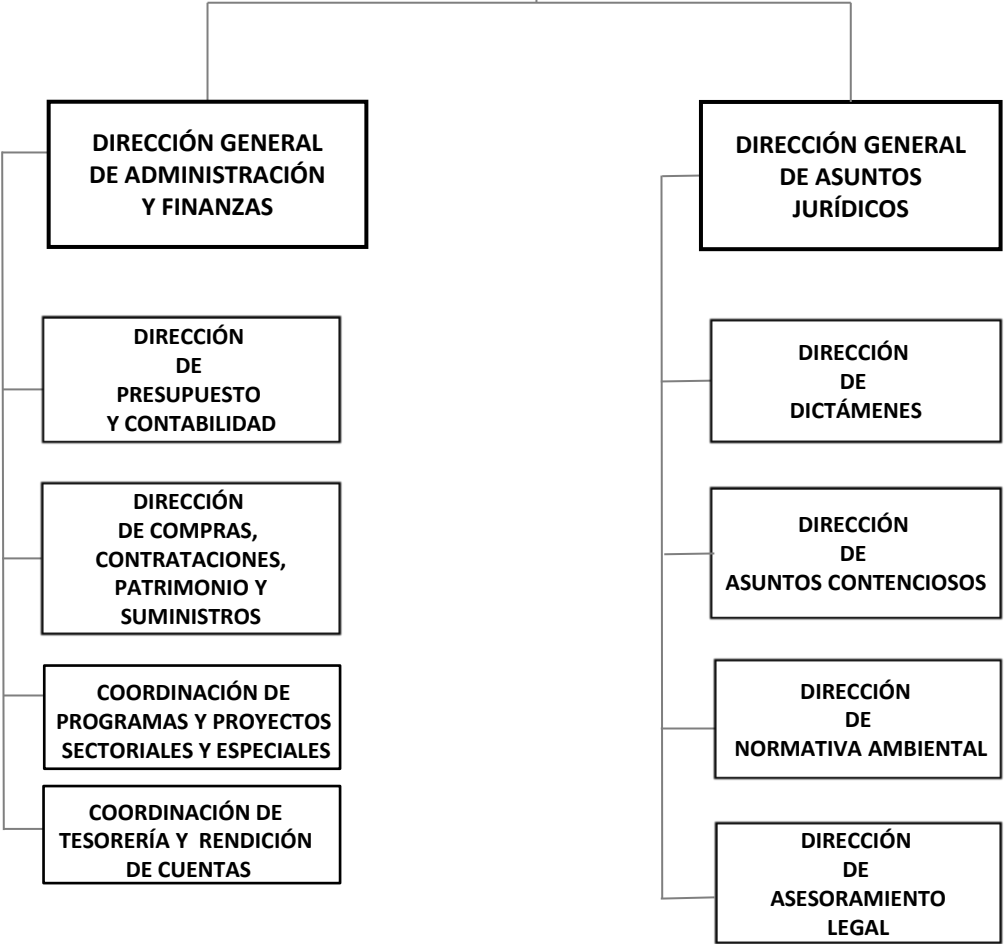 DIRECCIÓN GENERAL
DE ADMINISTRACIÓN
Y FINANZAS
DIRECCIÓN
DE
PRESUPUESTO
Y CONTABILIDAD
DIRECCIÓN
DE COMPRAS,
CONTRATACIONES,
PATRIMONIO Y
SUMINISTROS
COORDINACIÓN DE
PROGRAMAS Y PROYECTOS
SECTORIALES Y ESPECIALES
COORDINACIÓN DE
TESORERÍA Y RENDICIÓN
DE CUENTAS
DIRECCIÓN GENERAL
DE ASUNTOS
JURÍDICOS
DIRECCIÓN
DE
DICTÁMENES
DIRECCIÓN
DE
ASUNTOS CONTENCIOSOS
DIRECCIÓN
DE
NORMATIVA AMBIENTAL
DIRECCIÓN
DE
ASESORAMIENTO
LEGAL